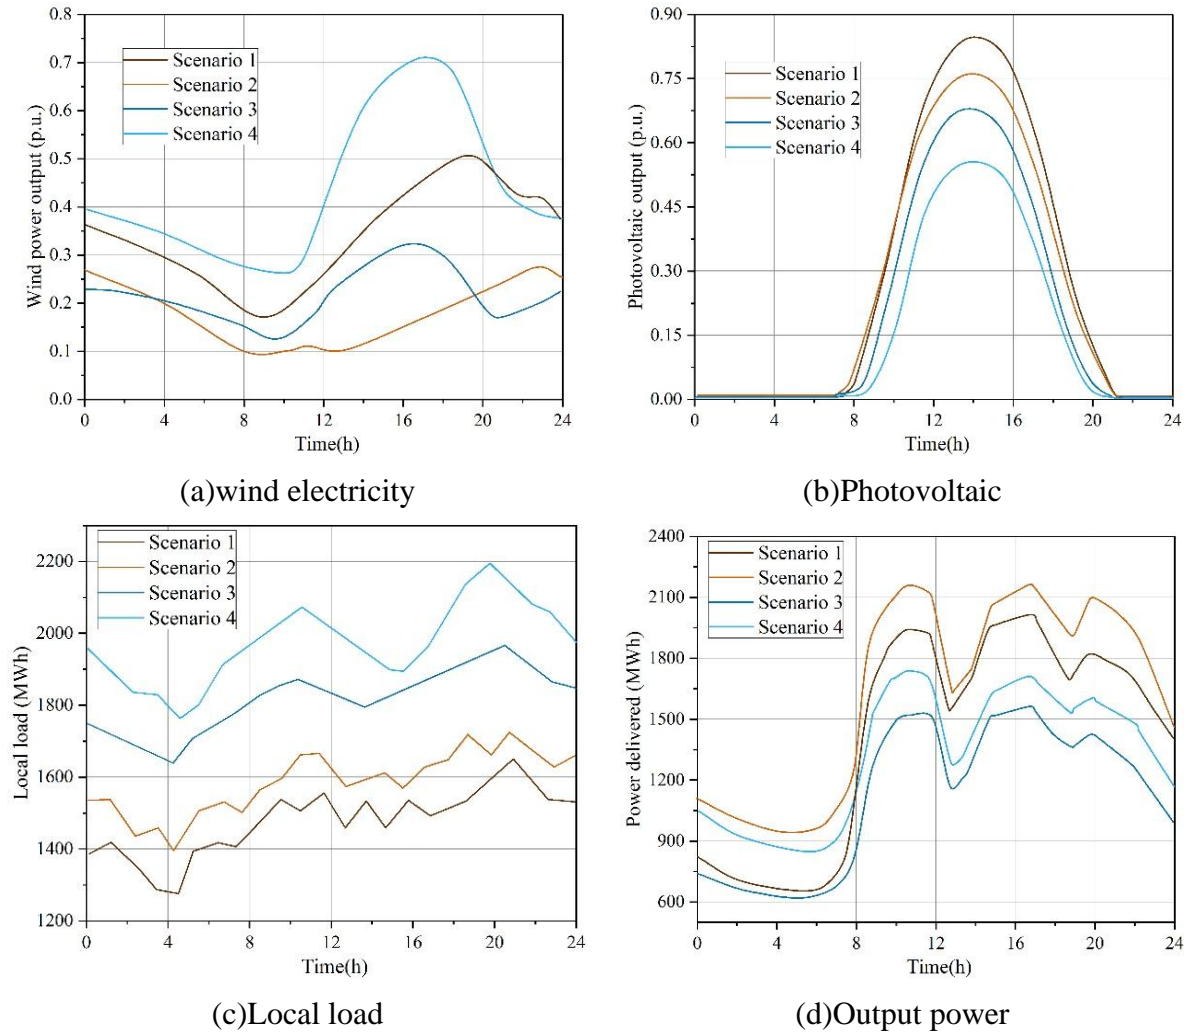 Wind power output (p.u.)
0.8
0.7
0.6
0.5
0.4
0.3
0.2
0.1
0.0
Scenario 1
Scenario 2
Scenario 3
Scenario 4
0 4 8 12 16 20 24
Time(h)
(a)wind electricity
Photovoltaic output (p.u.)
0.90
0.75
0.60
0.45
0.30
0.15
0.00
Scenario 1
Scenario 2
Scenario 3
Scenario 4
0 4 8 12 16 20 24
Time(h)
(b)Photovoltaic
Local load (MWh)
2200
2000
1800
1600
1400
1200
Scenario 1
Scenario 2
Scenario 3
Scenario 4
0 4 8 12 16 20 24
Time(h)
(c)Local load
Power delivered (MWh)
2400
2100
1800
1500
1200
900
600
Scenario 1
Scenario 2
Scenario 3
Scenario 4
0 4 8 12 16 20 24
Time(h)
(d)Output power